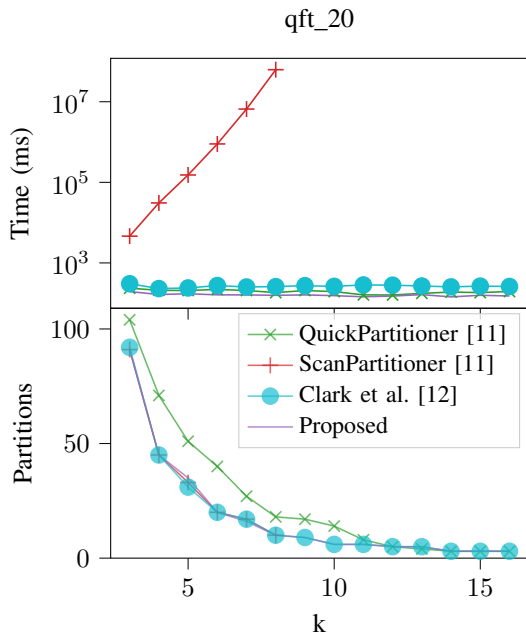 qft_20
10^7
10^5
10^3
Time (ms)
100
50
0
Partitions
QuickPartitioner [11]
ScanPartitioner [11]
Clark et al. [12]
Proposed
5
10
15
k